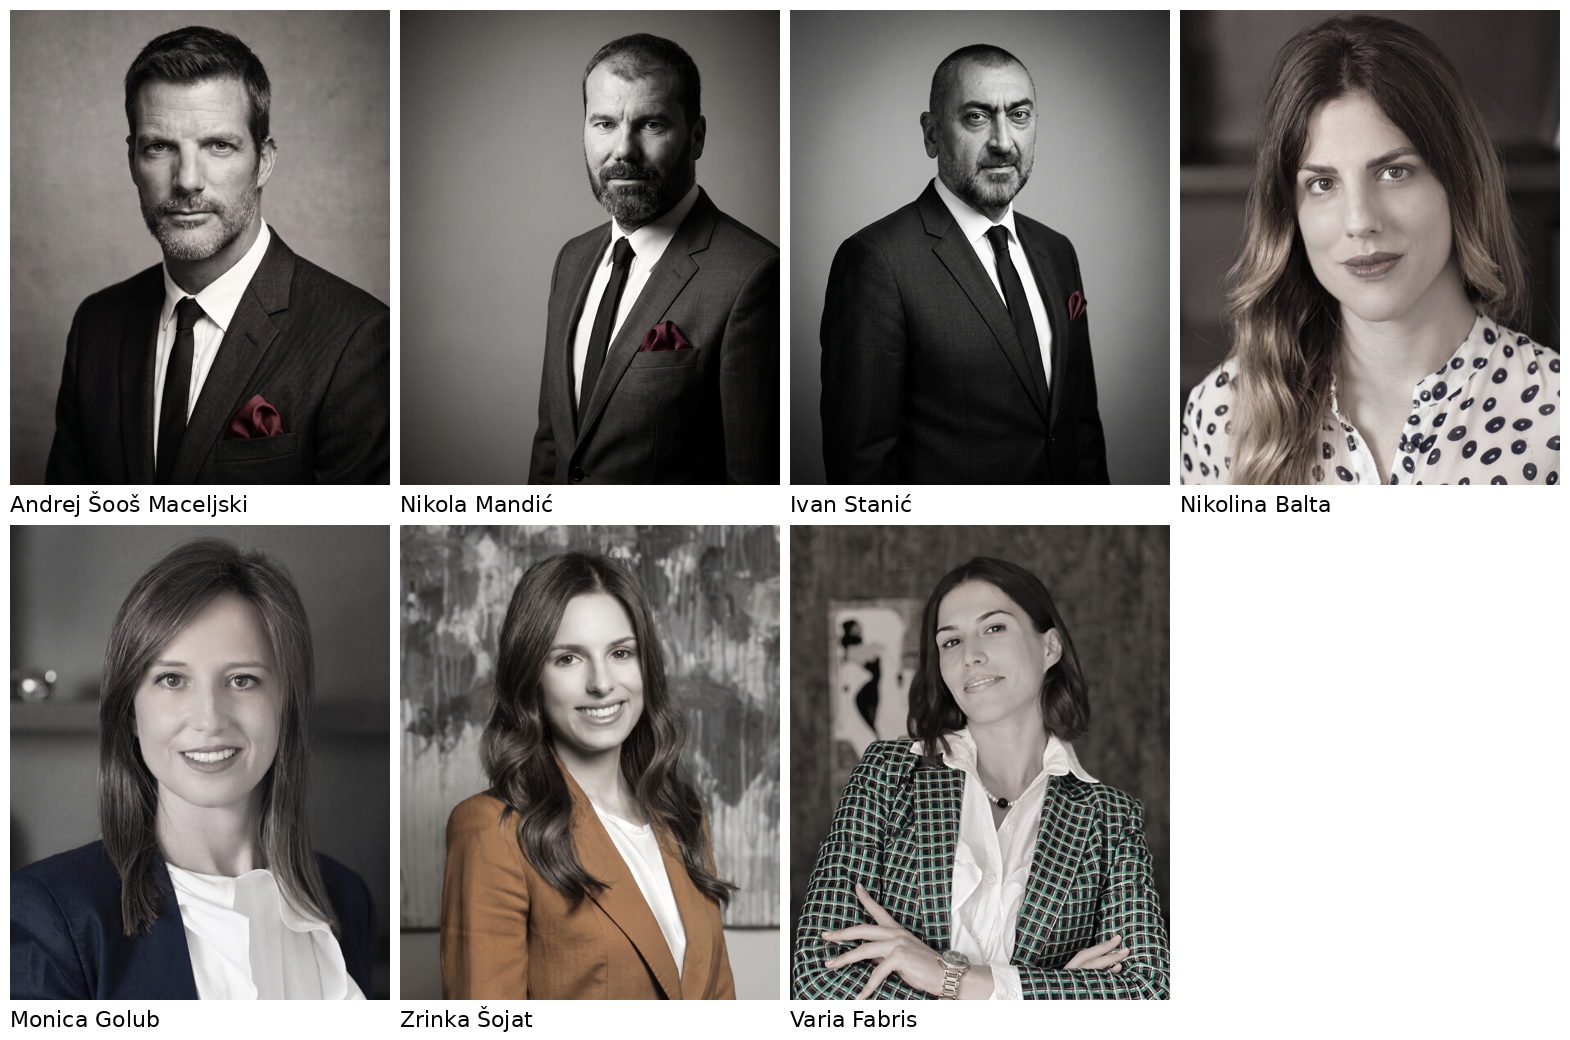 Andrej Šooš Maceljski
Nikola Mandić
Ivan Stanić
Nikolina Balta
Monica Golub
Zrinka Šojat
Varia Fabris